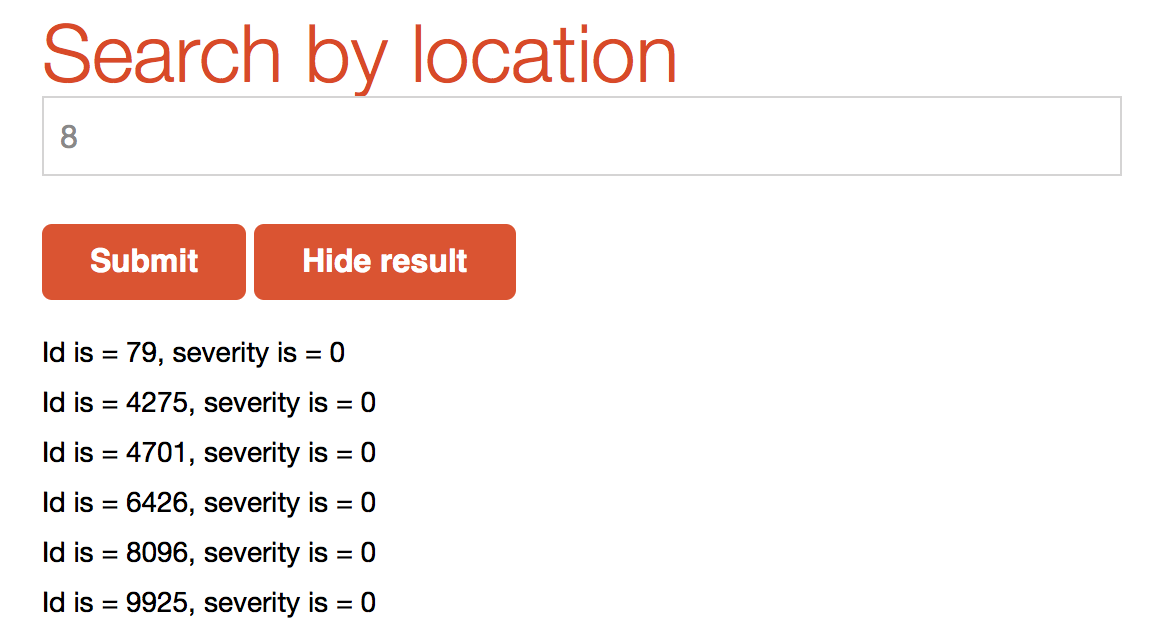 Search by location
8
Submit Hide result
Id is = 79, severity is = 0
Id is = 4275, severity is = 0
Id is = 4701, severity is = 0
Id is = 6426, severity is = 0
Id is = 8096, severity is = 0
Id is = 9925, severity is = 0